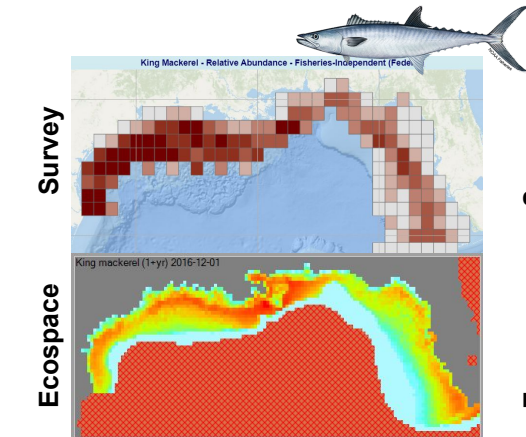 King Mackerel - Relative Abundance - Fisheries-Independent (Fede
Survey
King mackerel (1+yr) 2016-12-01
Ecospace